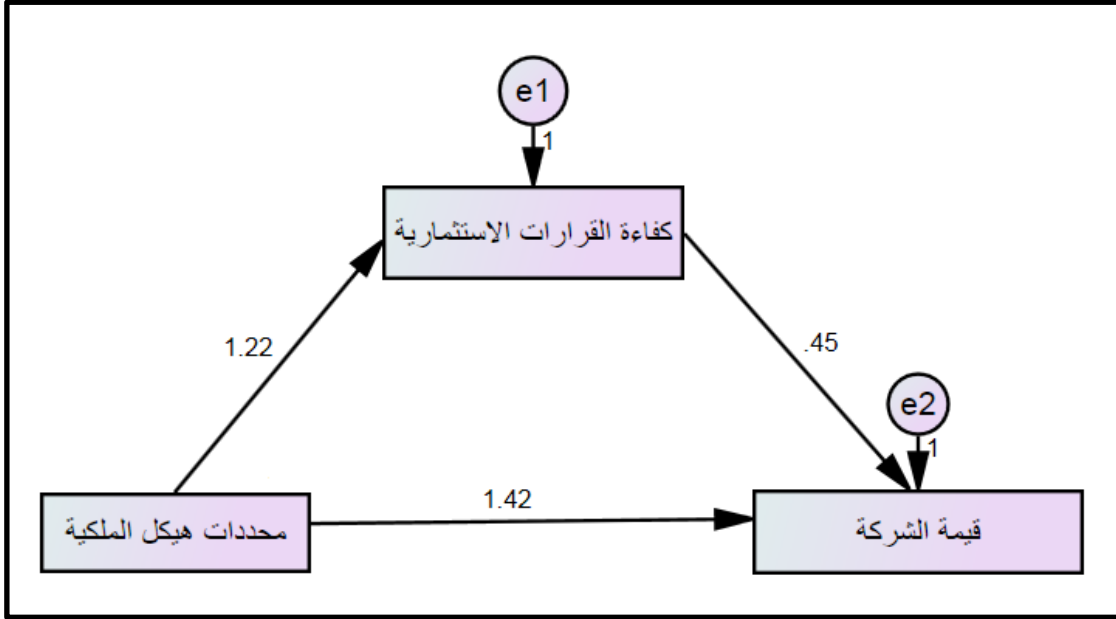 e1
1
كفاءة القرارات الاستثمارية
1.22
.45
e2
1
1.42
محددات هيكل الملكية
قيمة الشركة